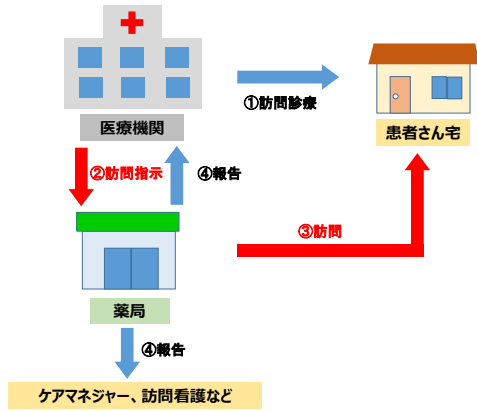 ①訪問診療
医療機関
患者さん宅
②訪問指示
④報告
③訪問
薬局
④報告
ケアマネジャー、訪問看護など